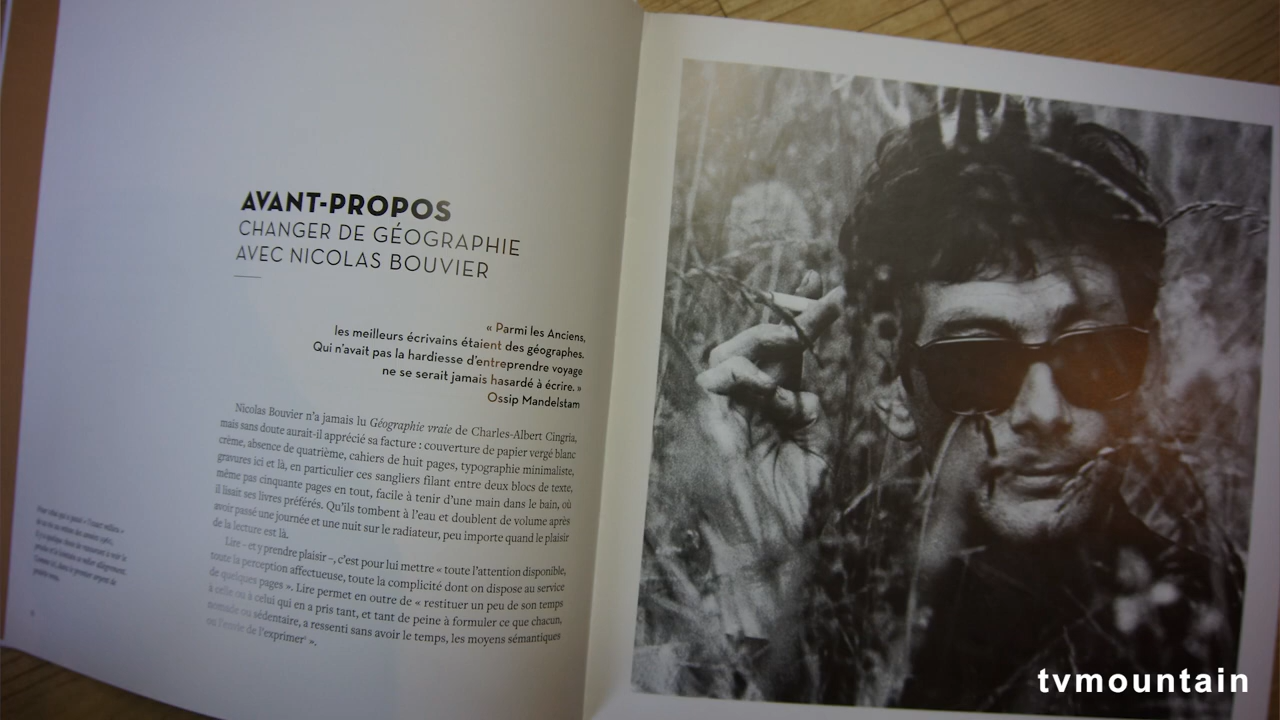 AVANT-PROPOS
CHANGER DE GÉOGRAPHIE
AVEC NICOLAS BOUVIER
« Parmi les Anciens,
les meilleurs écrivains étaient des géographes.
Qui n'avait pas la hardiesse d'entreprendre voyage
ne se serait jamais hasardé à écrire. »
Ossip Mandelstam
Nicolas Bouvier n'a jamais lu Géographie vraie de Charles-Albert Cingria,
mais sans doute aurait-il apprécié sa facture : couverture de papier vergé blanc
crème, absence de quatrième, cahiers de huit pages, typographie minimaliste,
gravures ici et là, en particulier ces sangliers filant entre deux blocs de texte,
même pas cinquante pages en tout, facile à tenir d'une main dans le bain, où
il lisait ses livres préférés. Qu'ils tombent à l'eau et doublent de volume après
avoir passé une journée et une nuit sur le radiateur, peu importe quand le plaisir
de la lecture est là.
Lire – et y prendre plaisir –, c'est pour lui mettre « toute l'attention disponible,
toute la perception affectueuse, toute la complicité dont on dispose au service
de quelques pages ». Lire permet en outre de « restituer un peu de son temps
à celle ou à celui qui en a pris tant, et tant de peine à formuler ce que chacun,
nomade ou sédentaire, a ressenti sans avoir le temps, les moyens sémantiques
ou l'envie de l'exprimer¹ ».
tvmountain